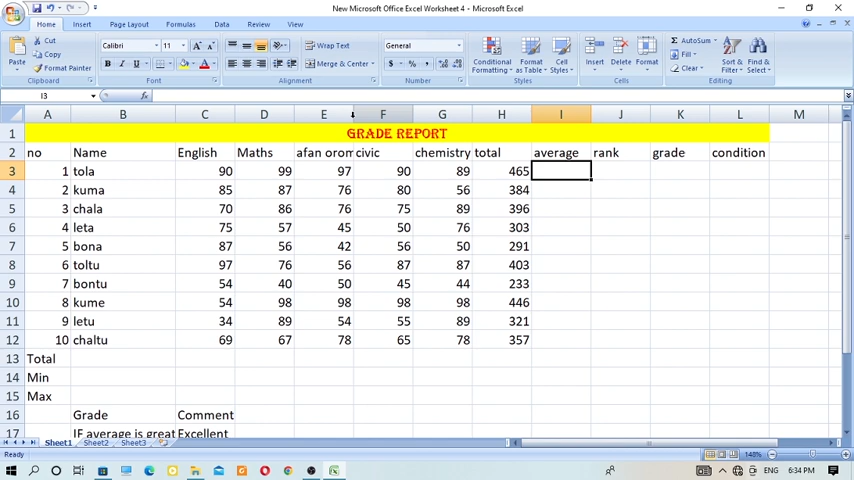 New Microsoft Office Excel Worksheet 4 - Microsoft Excel
Home Insert Page Layout Formulas Data Review View
Cut Copy Format Painter Paste Clipboard
Calibri 11 B I U Font
Wrap Text Merge & Center Alignment
General $ % , Number
Conditional Formatting Format as Table Cell Styles Styles
Insert Delete Format Cells
AutoSum Fill Clear Sort & Filter Find & Select Editing
I3 fx
A B C D E F G H I J K L M
1 GRADE REPORT
2 no Name English Maths afan orom civic chemistry total average rank grade condition
3 1 tola 90 99 97 90 89 465
4 2 kuma 85 87 76 80 56 384
5 3 chala 70 86 76 75 89 396
6 4 leta 75 57 45 50 76 303
7 5 bona 87 56 42 56 50 291
8 6 toltu 97 76 56 87 87 403
9 7 bontu 54 40 50 45 44 233
10 8 kume 54 98 98 98 98 446
11 9 letu 34 89 54 55 89 321
12 10 chaltu 69 67 78 65 78 357
13 Total
14 Min
15 Max
16 Grade Comment
17 IF average is great Excellent
Sheet1 Sheet2 Sheet3
Ready 148%
ENG 6:34 PM